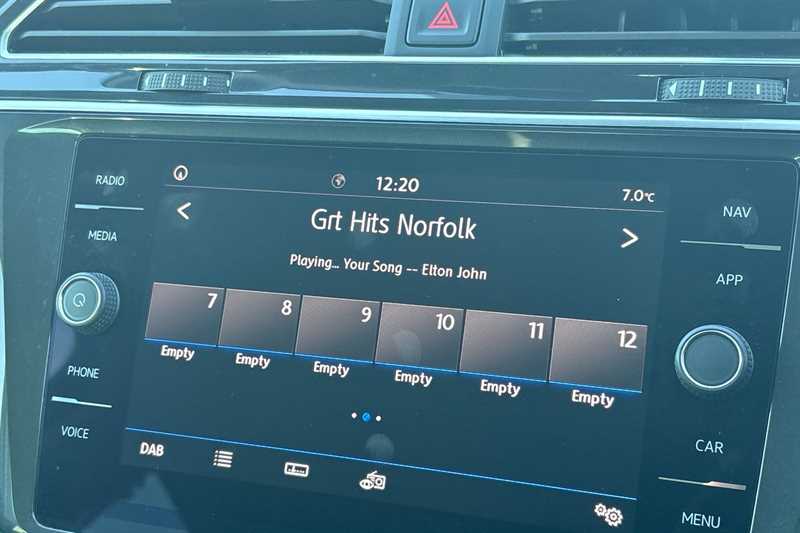 RADIO
MEDIA
PHONE
VOICE
12:20
7.0°C
Grt Hits Norfolk
Playing... Your Song -- Elton John
7 8 9 10 11 12
Empty Empty Empty Empty Empty Empty
DAB
NAV
APP
CAR
MENU